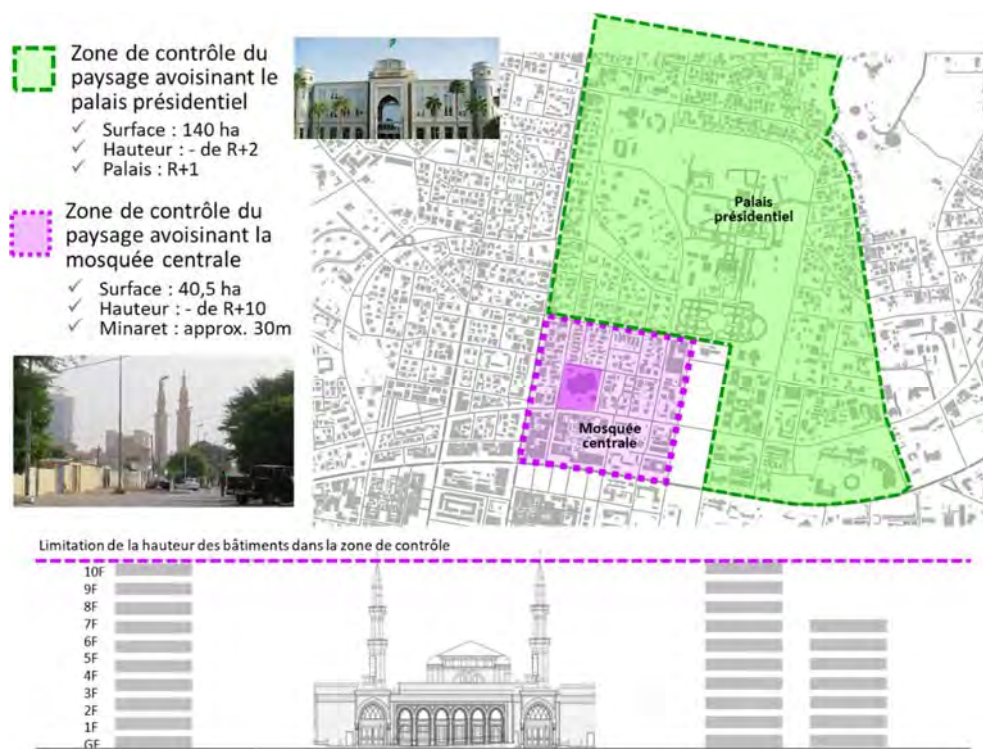 Zone de contrôle du
paysage avoisinant le
palais présidentiel
✓ Surface : 140 ha
✓ Hauteur : - de R+2
✓ Palais : R+1
Zone de contrôle du
paysage avoisinant la
mosquée centrale
✓ Surface : 40,5 ha
✓ Hauteur : - de R+10
✓ Minaret : approx. 30m
Palais
présidentiel
Mosquée
centrale
Limitation de la hauteur des bâtiments dans la zone de contrôle
10F
9F
8F
7F
6F
5F
4F
3F
2F
1F
GF